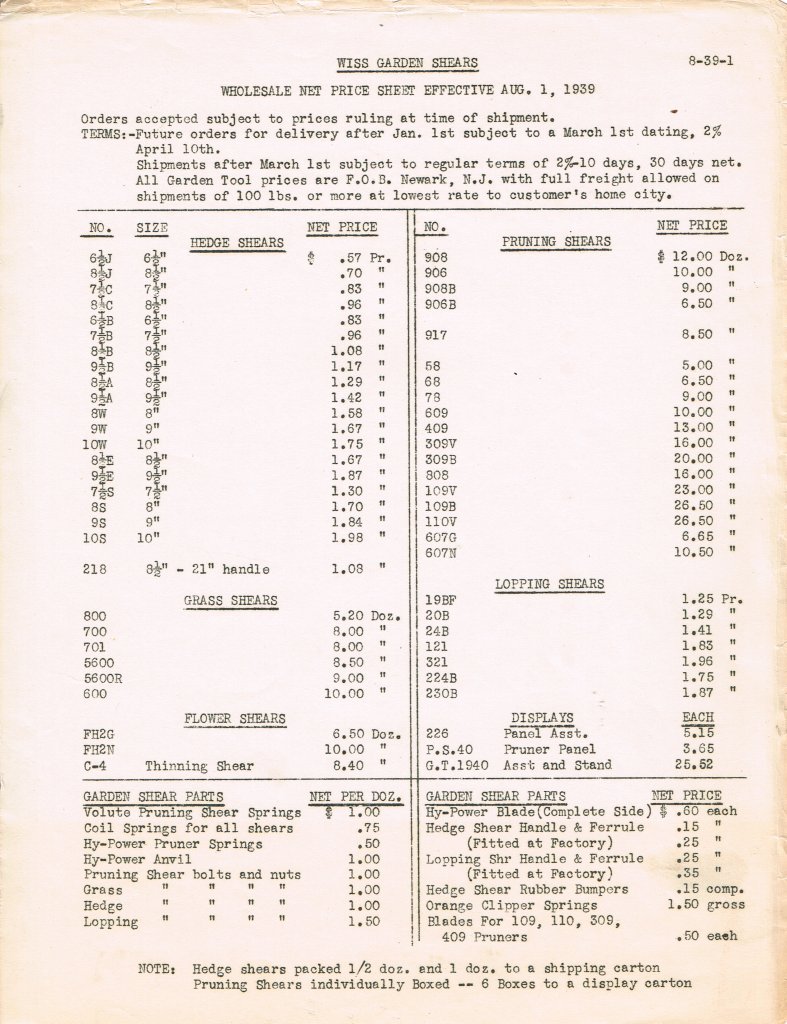 WISS GARDEN SHEARS 8-39-1
WHOLESALE NET PRICE SHEET EFFECTIVE AUG. 1, 1939
Orders accepted subject to prices ruling at time of shipment.
TERMS:-Future orders for delivery after Jan. 1st subject to a March 1st dating, 2%
April 10th.
Shipments after March 1st subject to regular terms of 2%-10 days, 30 days net.
All Garden Tool prices are F.O.B. Newark, N.J. with full freight allowed on
shipments of 100 lbs. or more at lowest rate to customer's home city.
NO. SIZE NET PRICE
HEDGE SHEARS
6½J 6½" $ .57 Pr.
8½J 8½" .70 "
7½C 7½" .83 "
8½C 8½" .96 "
6½B 6½" .83 "
7½B 7½" .96 "
8½B 8½" 1.08 "
9½B 9½" 1.17 "
8½A 8½" 1.29 "
9½A 9½" 1.42 "
8W 8" 1.58 "
9W 9" 1.67 "
10W 10" 1.75 "
8½E 8½" 1.67 "
9½E 9½" 1.87 "
7½S 7½" 1.30 "
8S 8" 1.70 "
9S 9" 1.84 "
10S 10" 1.98 "
218 8½" - 21" handle 1.08 "
GRASS SHEARS
800 5.20 Doz.
700 8.00 "
701 8.00 "
5600 8.50 "
5600R 9.00 "
600 10.00 "
FLOWER SHEARS
FH2G 6.50 Doz.
FH2N 10.00 "
C-4 Thinning Shear 8.40 "
NO. NET PRICE
PRUNING SHEARS
908 $ 12.00 Doz.
906 10.00 "
908B 9.00 "
906B 6.50 "
917 8.50 "
58 5.00 "
68 6.50 "
78 9.00 "
609 10.00 "
409 13.00 "
309V 16.00 "
309B 20.00 "
808 16.00 "
109V 23.00 "
109B 26.50 "
110V 26.50 "
607G 6.65 "
607N 10.50 "
LOPPING SHEARS
19BF 1.25 Pr.
20B 1.29 "
24B 1.41 "
121 1.83 "
321 1.96 "
224B 1.75 "
230B 1.87 "
DISPLAYS EACH
226 Panel Asst. 5.15
P.S.40 Pruner Panel 3.65
G.T.1940 Asst and Stand 25.52
GARDEN SHEAR PARTS NET PER DOZ.
Volute Pruning Shear Springs $ 1.00
Coil Springs for all shears .75
Hy-Power Pruner Springs .50
Hy-Power Anvil 1.00
Pruning Shear bolts and nuts 1.00
Grass " " " " 1.00
Hedge " " " " 1.00
Lopping " " " " 1.50
GARDEN SHEAR PARTS NET PRICE
Hy-Power Blade(Complete Side) $ .60 each
Hedge Shear Handle & Ferrule .15 "
(Fitted at Factory) .25 "
Lopping Shr Handle & Ferrule .25 "
(Fitted at Factory) .35 "
Hedge Shear Rubber Bumpers .15 comp.
Orange Clipper Springs 1.50 gross
Blades For 109, 110, 309,
409 Pruners .50 each
NOTE: Hedge shears packed 1/2 doz. and 1 doz. to a shipping carton
Pruning Shears individually Boxed -- 6 Boxes to a display carton